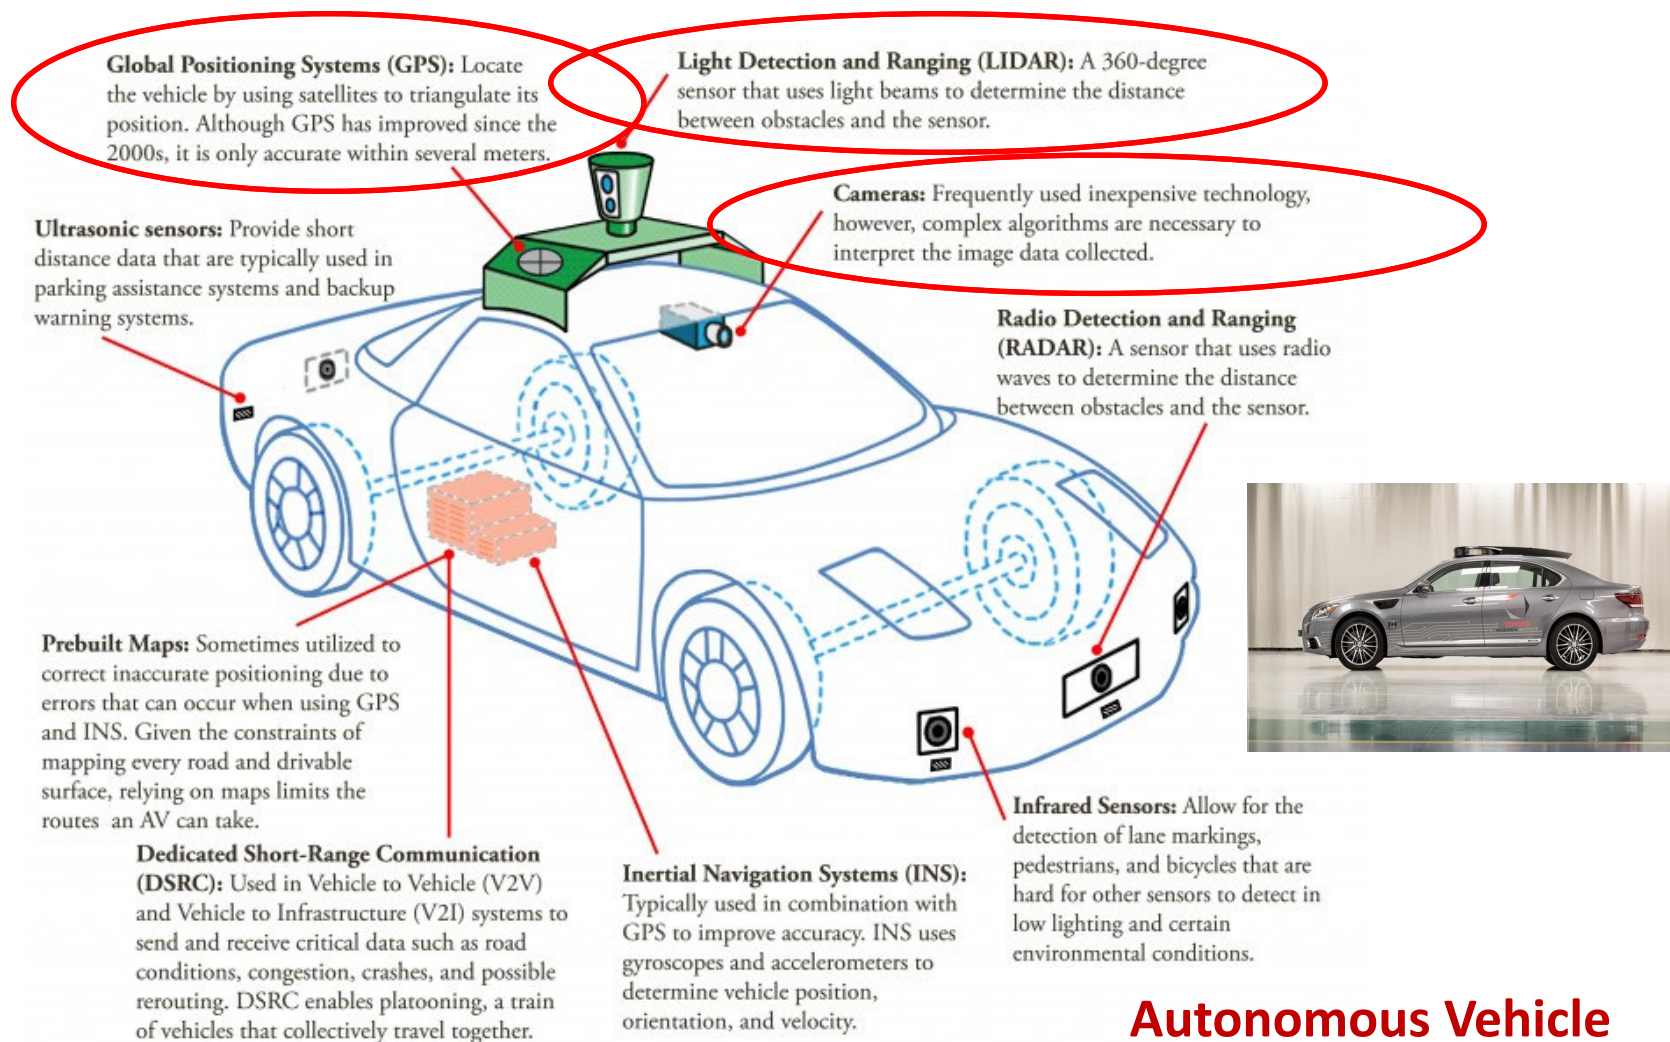 Global Positioning Systems (GPS): Locate
the vehicle by using satellites to triangulate its
position. Although GPS has improved since the
2000s, it is only accurate within several meters.
Light Detection and Ranging (LIDAR): A 360-degree
sensor that uses light beams to determine the distance
between obstacles and the sensor.
Cameras: Frequently used inexpensive technology,
however, complex algorithms are necessary to
interpret the image data collected.
Ultrasonic sensors: Provide short
distance data that are typically used in
parking assistance systems and backup
warning systems.
Radio Detection and Ranging
(RADAR): A sensor that uses radio
waves to determine the distance
between obstacles and the sensor.
TOYOTA
Prebuilt Maps: Sometimes utilized to
correct inaccurate positioning due to
errors that can occur when using GPS
and INS. Given the constraints of
mapping every road and drivable
surface, relying on maps limits the
routes an AV can take.
Dedicated Short-Range Communication
(DSRC): Used in Vehicle to Vehicle (V2V)
and Vehicle to Infrastructure (V2I) systems to
send and receive critical data such as road
conditions, congestion, crashes, and possible
rerouting. DSRC enables platooning, a train
of vehicles that collectively travel together.
Inertial Navigation Systems (INS):
Typically used in combination with
GPS to improve accuracy. INS uses
gyroscopes and accelerometers to
determine vehicle position,
orientation, and velocity.
Infrared Sensors: Allow for the
detection of lane markings,
pedestrians, and bicycles that are
hard for other sensors to detect in
low lighting and certain
environmental conditions.
Autonomous Vehicle